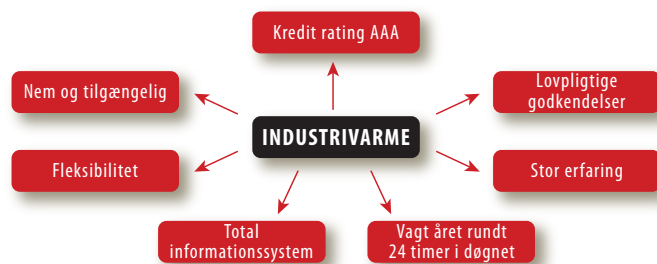 Kredit rating AAA
Nem og tilgængelig
Lovpligtige
godkendelser
INDUSTRIVARME
Fleksibilitet
Stor erfaring
Total
informationssystem
Vagt året rundt
24 timer i døgnet